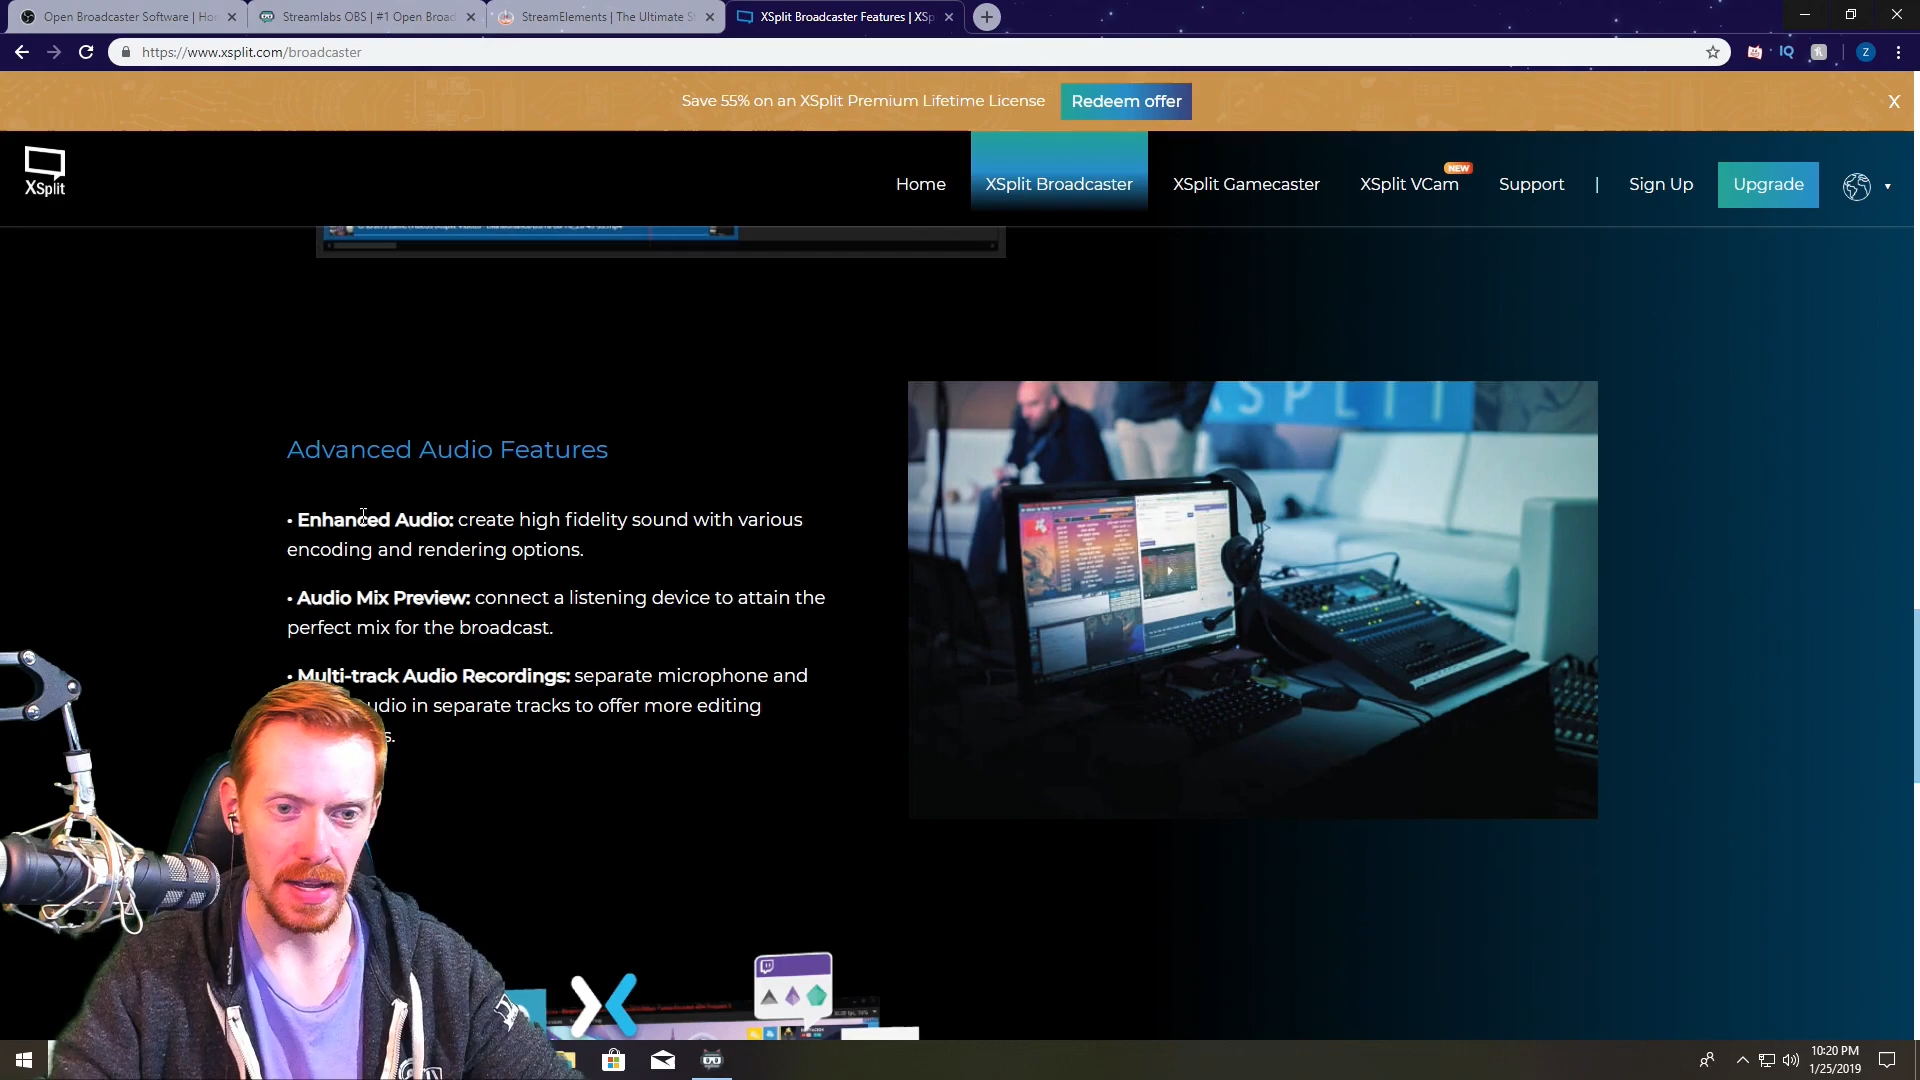 Open Broadcaster Software | Ho
Streamlabs OBS | #1 Open Broad
StreamElements | The Ultimate S
XSplit Broadcaster Features | XSp
https://www.xsplit.com/broadcaster
IQ
Z
Save 55% on an XSplit Premium Lifetime License
Redeem offer
X
XSplit
Home
XSplit Broadcaster
XSplit Gamecaster
XSplit VCam
NEW
Support
|
Sign Up
Upgrade
XSPLIT
Advanced Audio Features
• Enhanced Audio: create high fidelity sound with various
encoding and rendering options.
• Audio Mix Preview: connect a listening device to attain the
perfect mix for the broadcast.
• Multi-track Audio Recordings: separate microphone and
udio in separate tracks to offer more editing
s.
10:20 PM
1/25/2019